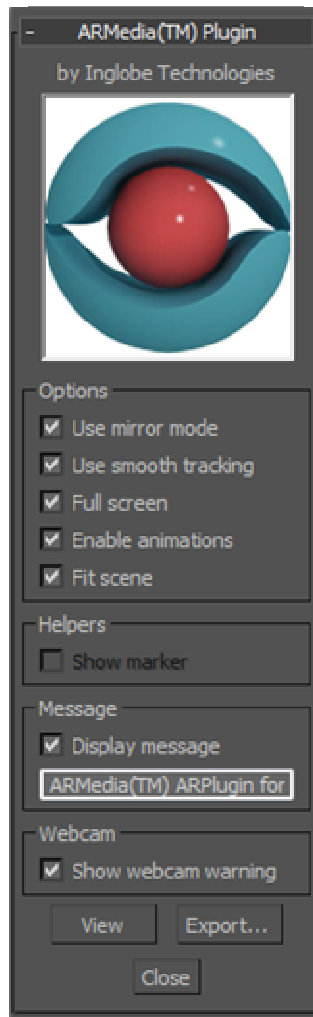 - ARMedia(TM) Plugin
by Inglobe Technologies
Options
Use mirror mode
Use smooth tracking
Full screen
Enable animations
Fit scene
Helpers
Show marker
Message
Display message
ARMedia(TM) ARPlugin for
Webcam
Show webcam warning
View Export...
Close